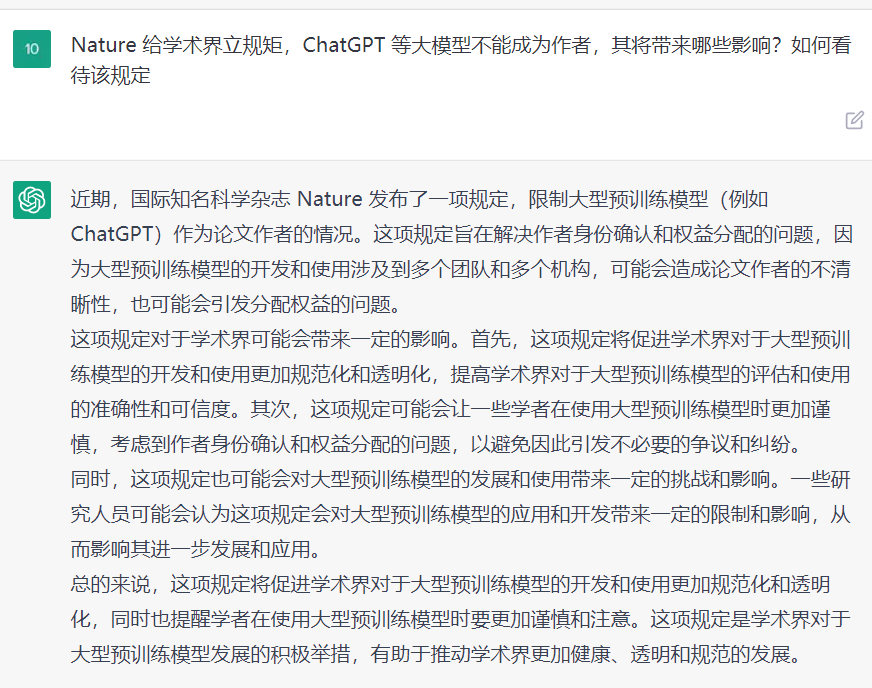 10
Nature 给学术界立规矩，ChatGPT 等大模型不能成为作者，其将带来哪些影响？如何看
待该规定
近期，国际知名科学杂志 Nature 发布了一项规定，限制大型预训练模型（例如
ChatGPT）作为论文作者的情况。这项规定旨在解决作者身份确认和权益分配的问题，因
为大型预训练模型的开发和使用涉及到多个团队和多个机构，可能会造成论文作者的不清
晰性，也可能会引发分配权益的问题。
这项规定对于学术界可能会带来一定的影响。首先，这项规定将促进学术界对于大型预训
练模型的开发和使用更加规范化和透明化，提高学术界对于大型预训练模型的评估和使用
的准确性和可信度。其次，这项规定可能会让一些学者在使用大型预训练模型时更加谨
慎，考虑到作者身份确认和权益分配的问题，以避免因此引发不必要的争议和纠纷。
同时，这项规定也可能会对大型预训练模型的发展和使用带来一定的挑战和影响。一些研
究人员可能会认为这项规定会对大型预训练模型的应用和开发带来一定的限制和影响，从
而影响其进一步发展和应用。
总的来说，这项规定将促进学术界对于大型预训练模型的开发和使用更加规范化和透明
化，同时也提醒学者在使用大型预训练模型时要更加谨慎和注意。这项规定是学术界对于
大型预训练模型发展的积极举措，有助于推动学术界更加健康、透明和规范的发展。